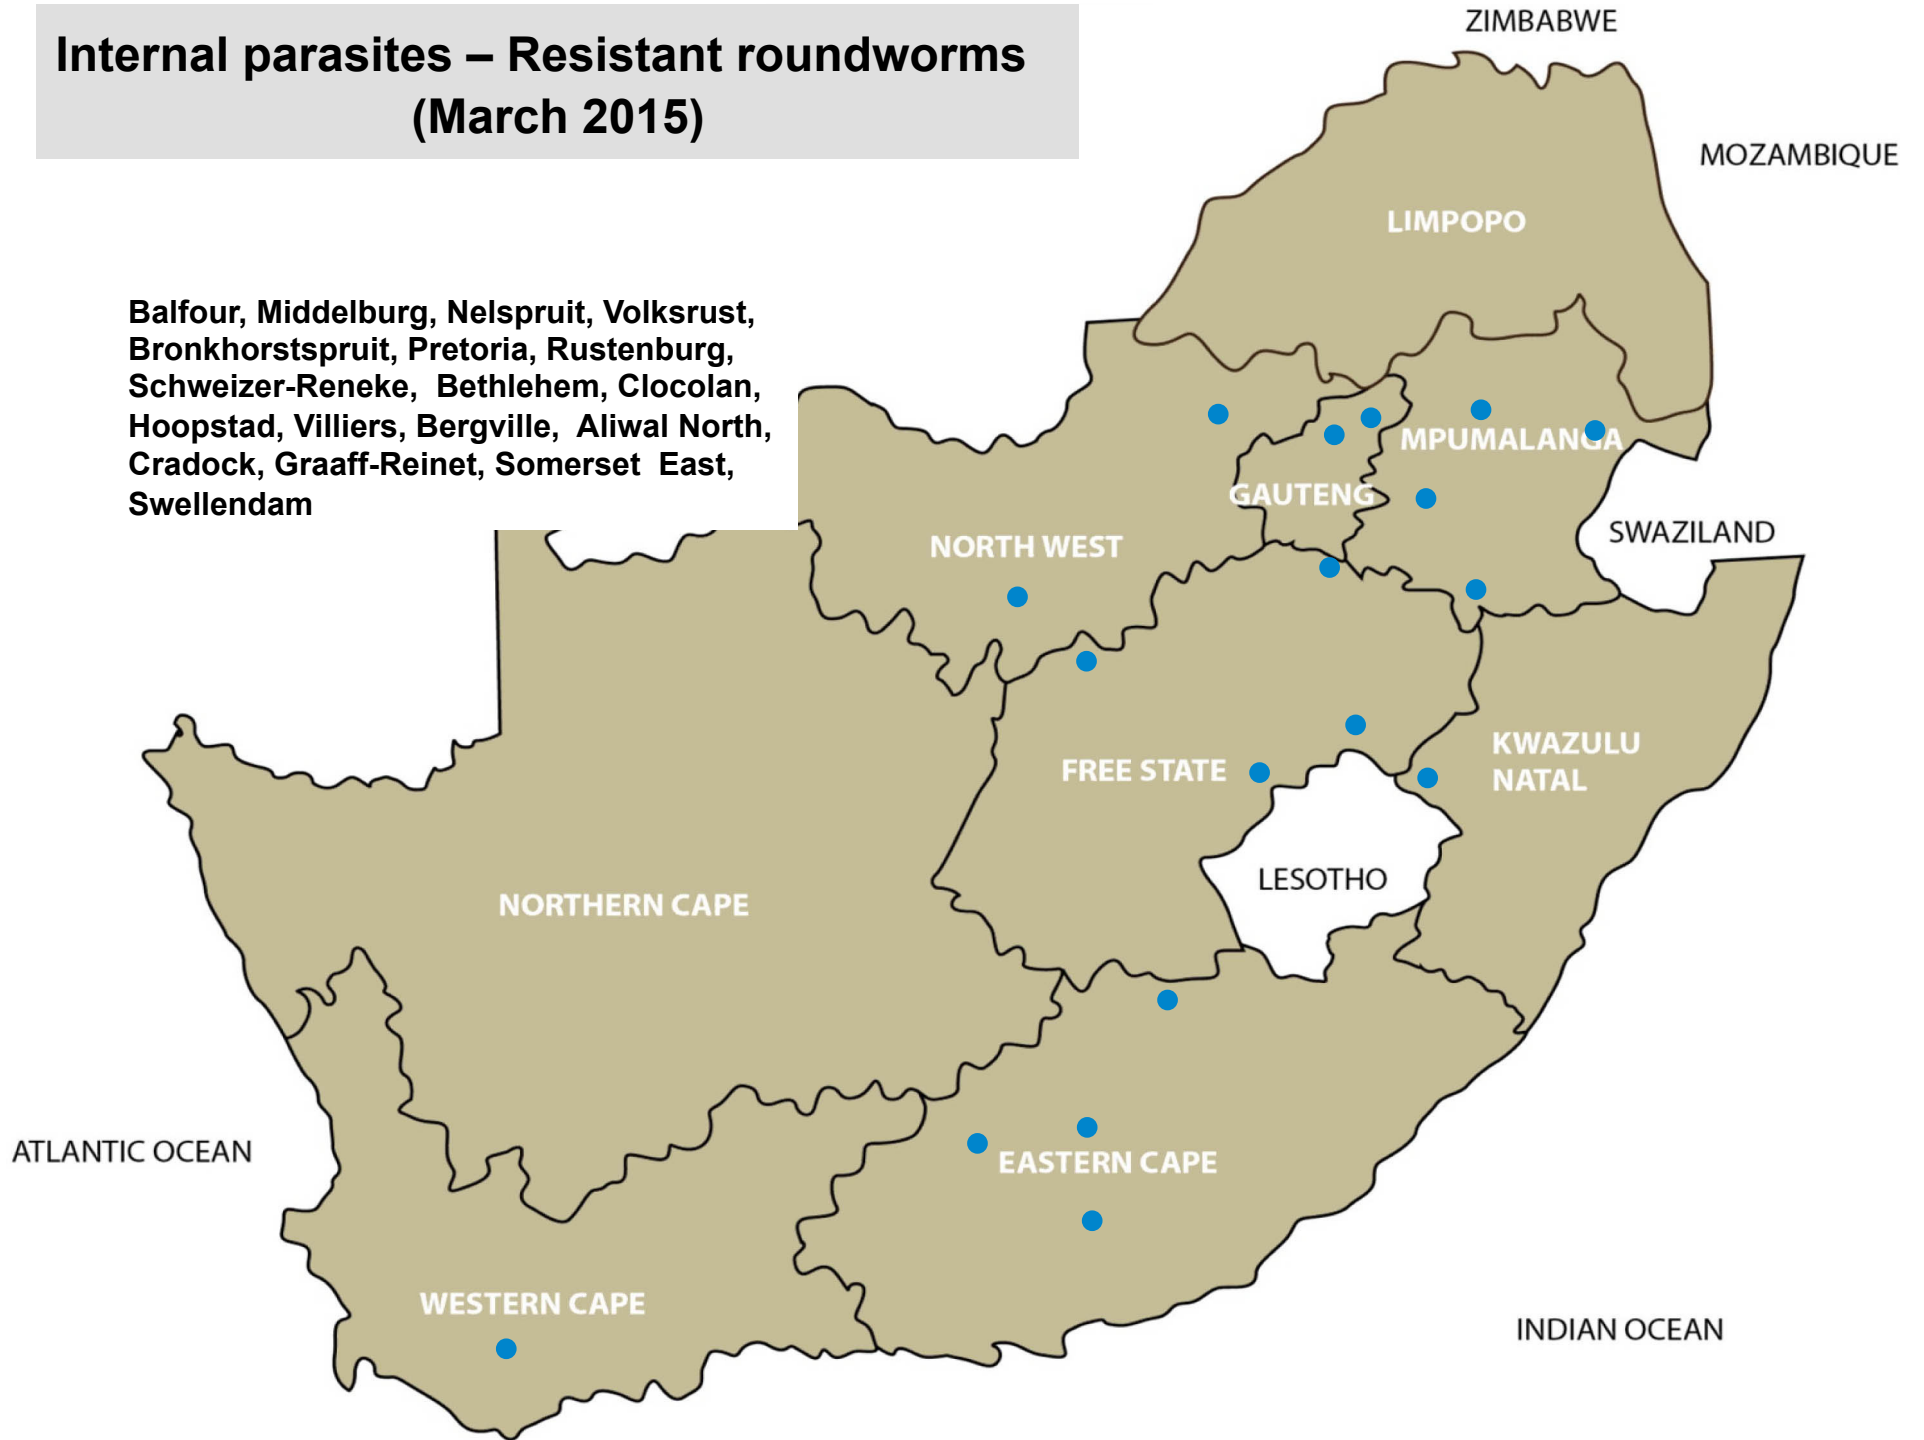 Internal parasites – Resistant roundworms
(March 2015)
Balfour, Middelburg, Nelspruit, Volksrust,
Bronkhorstspruit, Pretoria, Rustenburg,
Schweizer-Reneke,  Bethlehem, Clocolan,
Hoopstad, Villiers, Bergville,  Aliwal North,
Cradock, Graaff-Reinet, Somerset  East,
Swellendam
ZIMBABWE
MOZAMBIQUE
LIMPOPO
MPUMALANGA
GAUTENG
SWAZILAND
NORTH WEST
KWAZULU
NATAL
FREE STATE
LESOTHO
NORTHERN CAPE
ATLANTIC OCEAN
EASTERN CAPE
WESTERN CAPE
INDIAN OCEAN